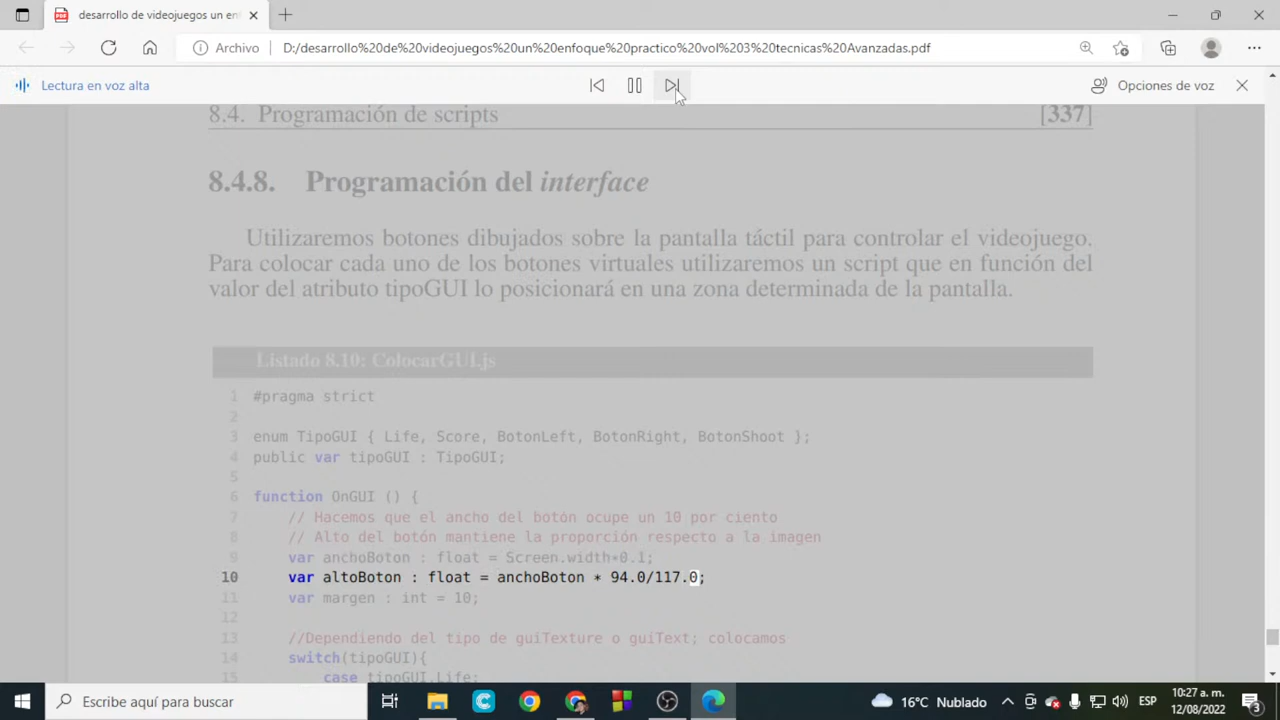 desarrollo de videojuegos un en
Archivo
D:/desarrollo%20de%20videojuegos%20un%20enfoque%20practico%20vol%203%20tecnicas%20Avanzadas.pdf
Lectura en voz alta
Opciones de voz
8.4. Programación de scripts [337]
8.4.8. Programación del interface
Utilizaremos botones dibujados sobre la pantalla táctil para controlar el videojuego.
Para colocar cada uno de los botones virtuales utilizaremos un script que en función del
valor del atributo tipoGUI lo posicionará en una zona determinada de la pantalla.
Listado 8.10: ColocarGUI.js
1 #pragma strict
2
3 enum TipoGUI { Life, Score, BotonLeft, BotonRight, BotonShoot };
4 public var tipoGUI : TipoGUI;
5
6 function OnGUI () {
7 // Hacemos que el ancho del boton ocupe un 10 por ciento
8 // Alto del botón mantiene la proporción respecto a la imagen
9 var anchoBoton : float = Screen.width*0.1;
10 var altoBoton : float = anchoBoton * 94.0/117.0;
11 var margen : int = 10;
12
13 //Dependiendo del tipo de guiTexture o guiText; colocamos
14 switch(tipoGUI){
15 case tipoGUI.Life:
Escribe aquí para buscar
16°C Nublado
ESP
10:27 a. m.
12/08/2022
3